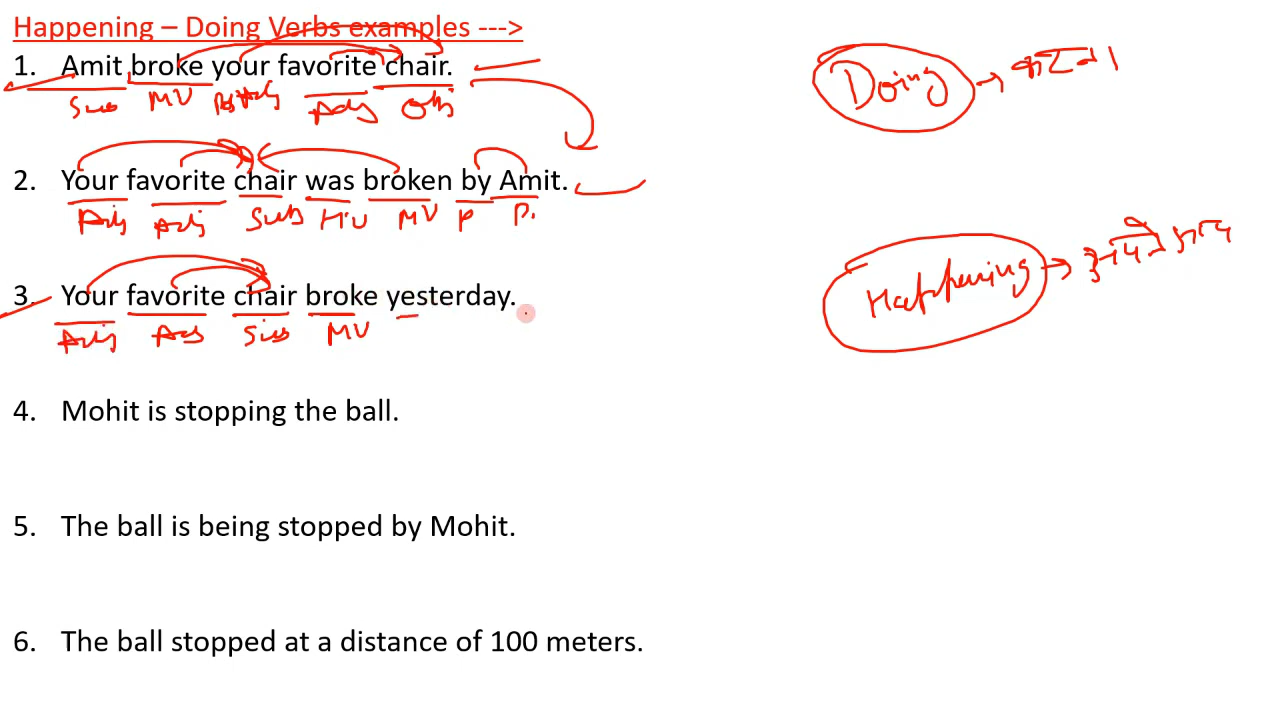 Happening – Doing Verbs examples --->
1. Amit broke your favorite chair.
Sub MV Adj Obj
Doing → करना
2. Your favorite chair was broken by Amit.
Adj Adj Sub HV MV P P.
Happening →
3. Your favorite chair broke yesterday.
Adj Adj Sub MV
4. Mohit is stopping the ball.
5. The ball is being stopped by Mohit.
6. The ball stopped at a distance of 100 meters.